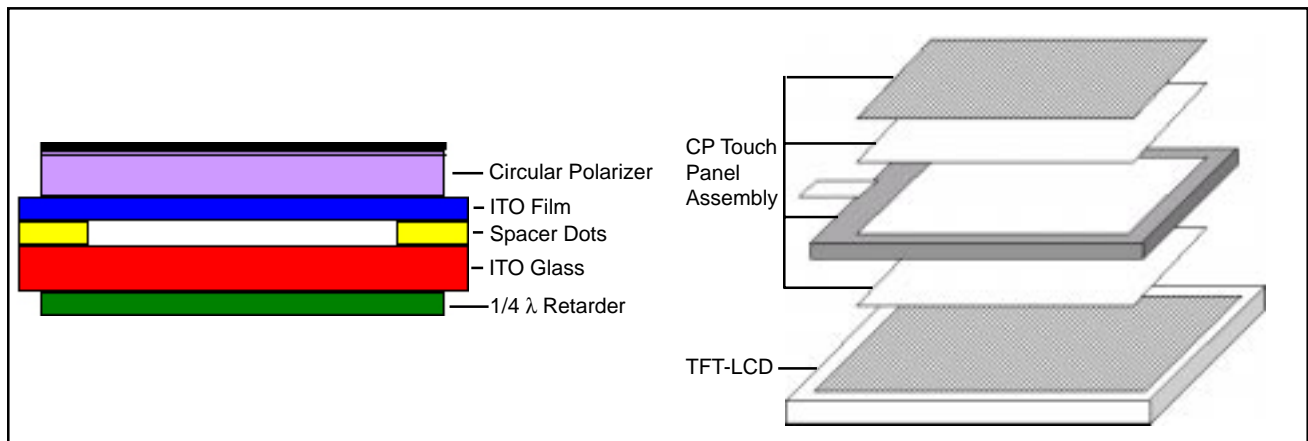 Circular Polarizer
ITO Film
Spacer Dots
ITO Glass
1/4 λ Retarder
CP Touch
Panel
Assembly
TFT-LCD